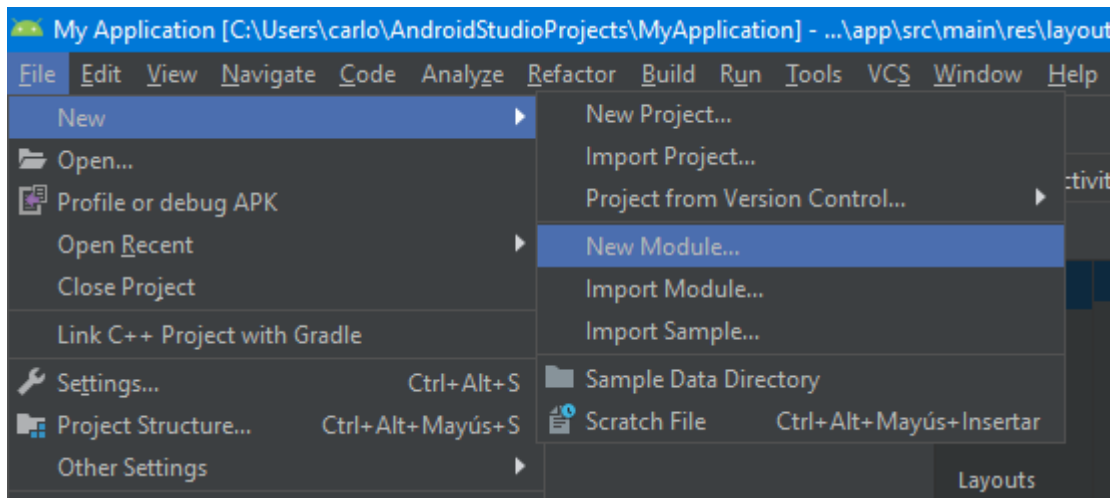 My Application [C:\Users\carlo\AndroidStudioProjects\MyApplication] - ...\app\src\main\res\layout
File Edit View Navigate Code Analyze Refactor Build Run Tools VCS Window Help
New
Open...
Profile or debug APK
Open Recent
Close Project
Link C++ Project with Gradle
Settings... Ctrl+Alt+S
Project Structure... Ctrl+Alt+Mayús+S
Other Settings
New Project...
Import Project...
Project from Version Control...
New Module...
Import Module...
Import Sample...
Sample Data Directory
Scratch File Ctrl+Alt+Mayús+Insertar
ctivit
Layouts